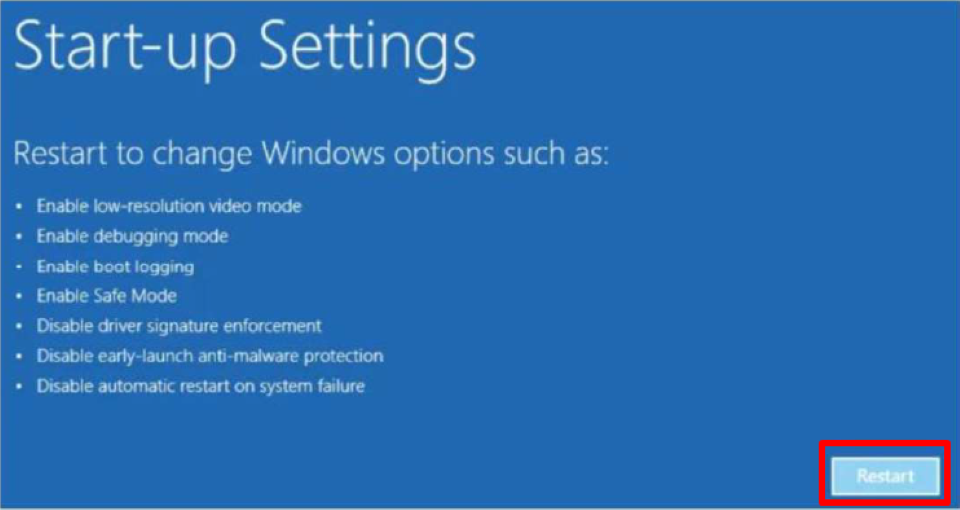 Start-up Settings
Restart to change Windows options such as:
• Enable low-resolution video mode
• Enable debugging mode
• Enable boot logging
• Enable Safe Mode
• Disable driver signature enforcement
• Disable early-launch anti-malware protection
• Disable automatic restart on system failure
Restart